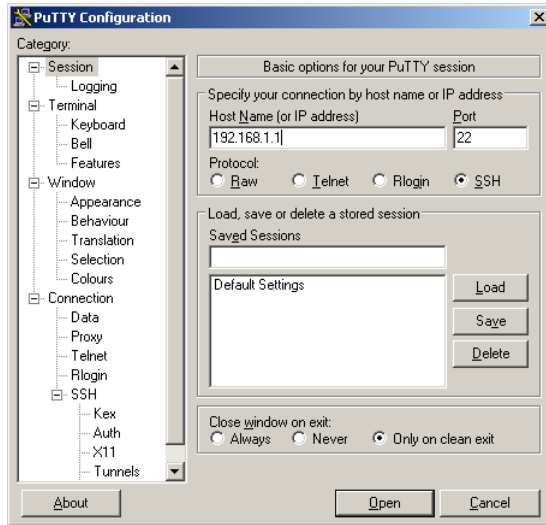 PuTTY Configuration
Category:
Session
Logging
Terminal
Keyboard
Bell
Features
Window
Appearance
Behaviour
Translation
Selection
Colours
Connection
Data
Proxy
Telnet
Rlogin
SSH
Kex
Auth
X11
Tunnels
Basic options for your PuTTY session
Specify your connection by host name or IP address
Host Name (or IP address) Port
192.168.1.1 22
Protocol:
Raw Telnet Rlogin SSH
Load, save or delete a stored session
Saved Sessions
Default Settings
Load
Save
Delete
Close window on exit:
Always Never Only on clean exit
About Open Cancel